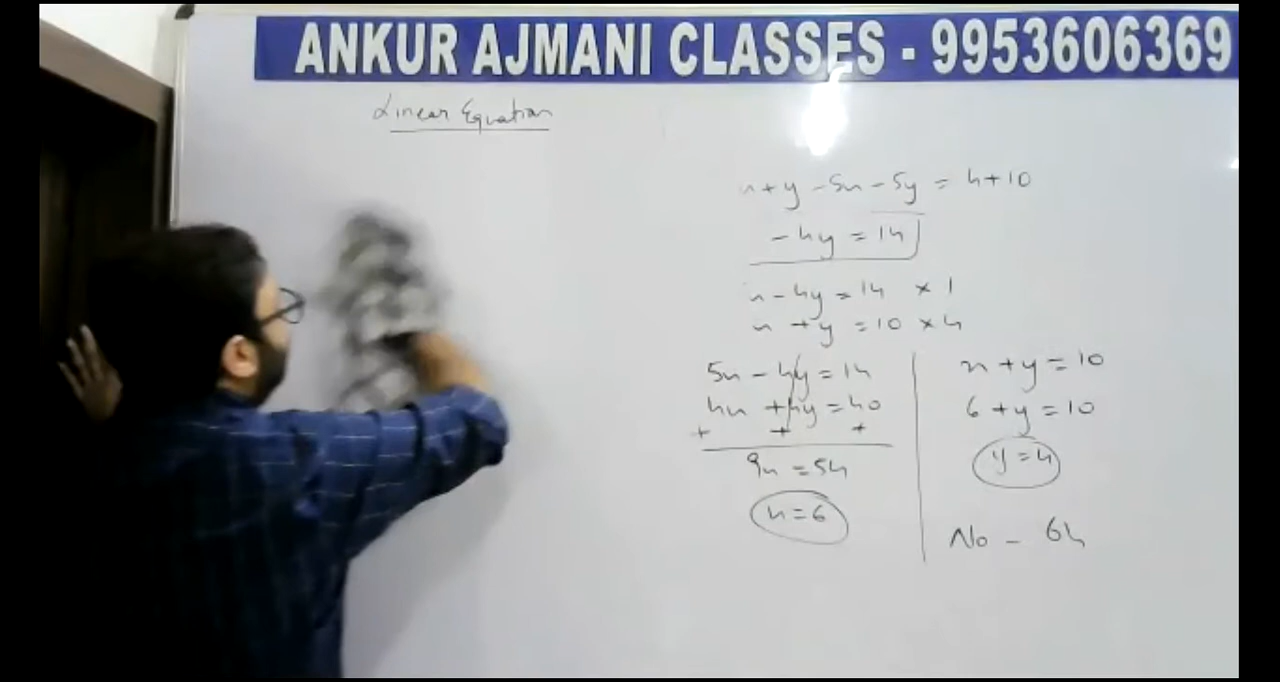 ANKUR AJMANI CLASSES - 9953606369
Linear Equation
x+y -5x-5y = 4+10
-4y = 14
x-4y = 14 × 1
x+y = 10 × 4
5x - 4y = 14
4x + 4y = 40
+ + +
9x = 54
x = 6
x+y = 10
6+y = 10
y = 4
No - 64